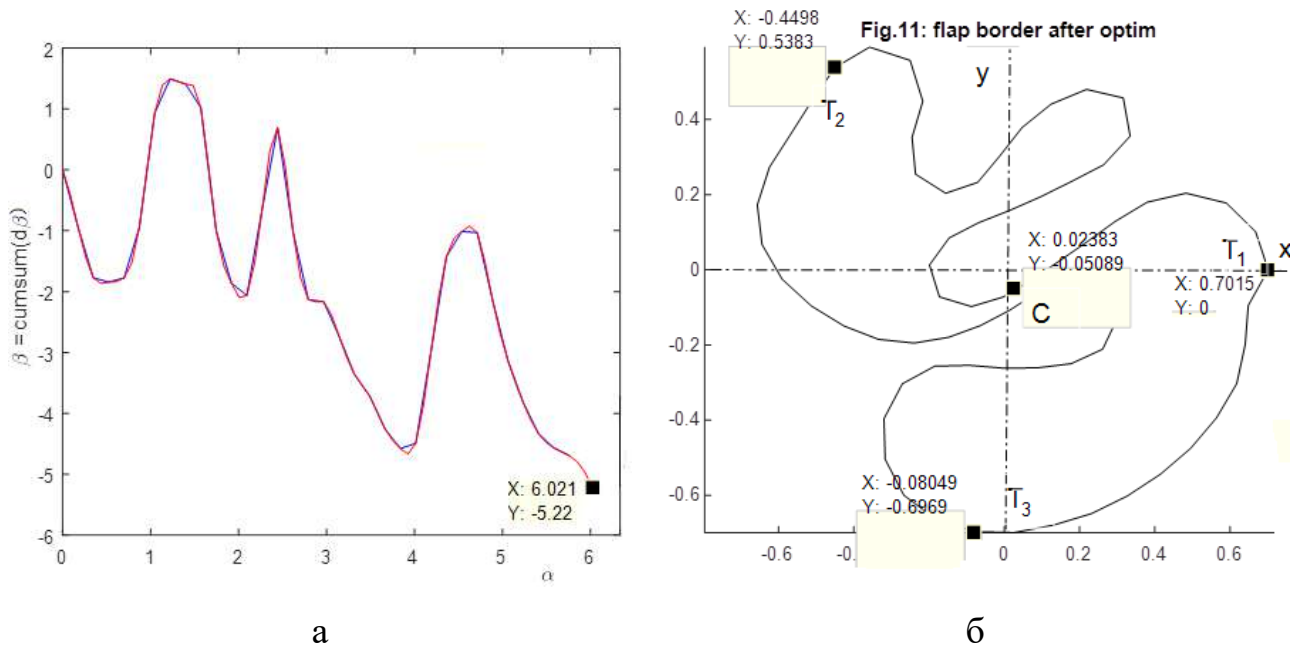 2
1
0
-1
-2
-3
-4
-5
-6
β = cumsum(dβ)
X: 6.021
Y: -5.22
0 1 2 3 4 5 6
α
а
X: -0.4498
Y: 0.5383
Fig.11: flap border after optim
y
T2
0.4
0.2
0
-0.2
-0.4
-0.6
X: 0.02383
Y: -0.05089
C
T1
x
X: 0.7015
Y: 0
X: -0.08049
Y: -0.6969
T3
-0.6 -0. 0 0.2 0.4 0.6
б